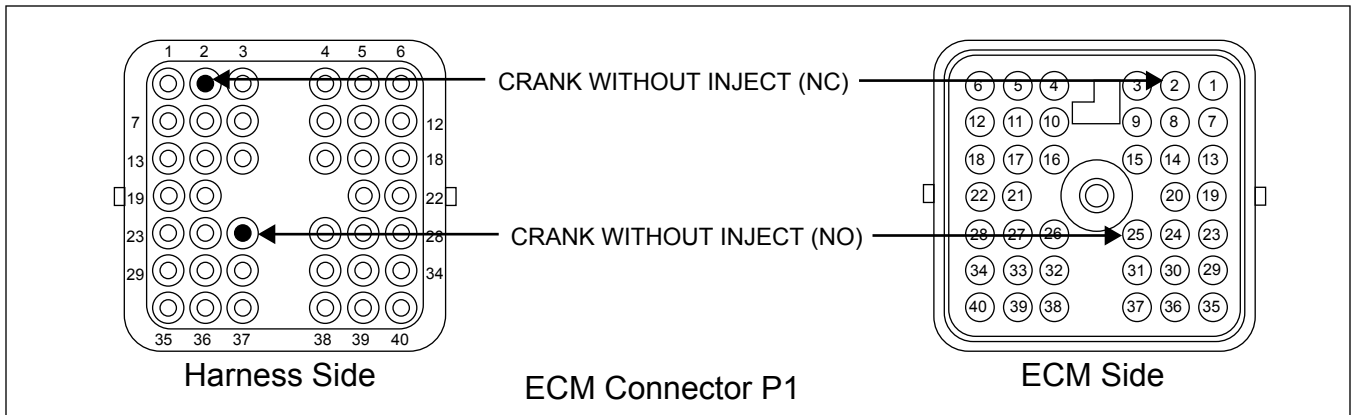 1 2 3 4 5 6
7 12
13 18
19 22
23 28
29 34
35 36 37 38 39 40
Harness Side
CRANK WITHOUT INJECT (NC)
CRANK WITHOUT INJECT (NO)
ECM Connector P1
6 5 4 3 2 1
12 11 10 9 8 7
18 17 16 15 14 13
22 21 20 19
28 27 26 25 24 23
34 33 32 31 30 29
40 39 38 37 36 35
ECM Side